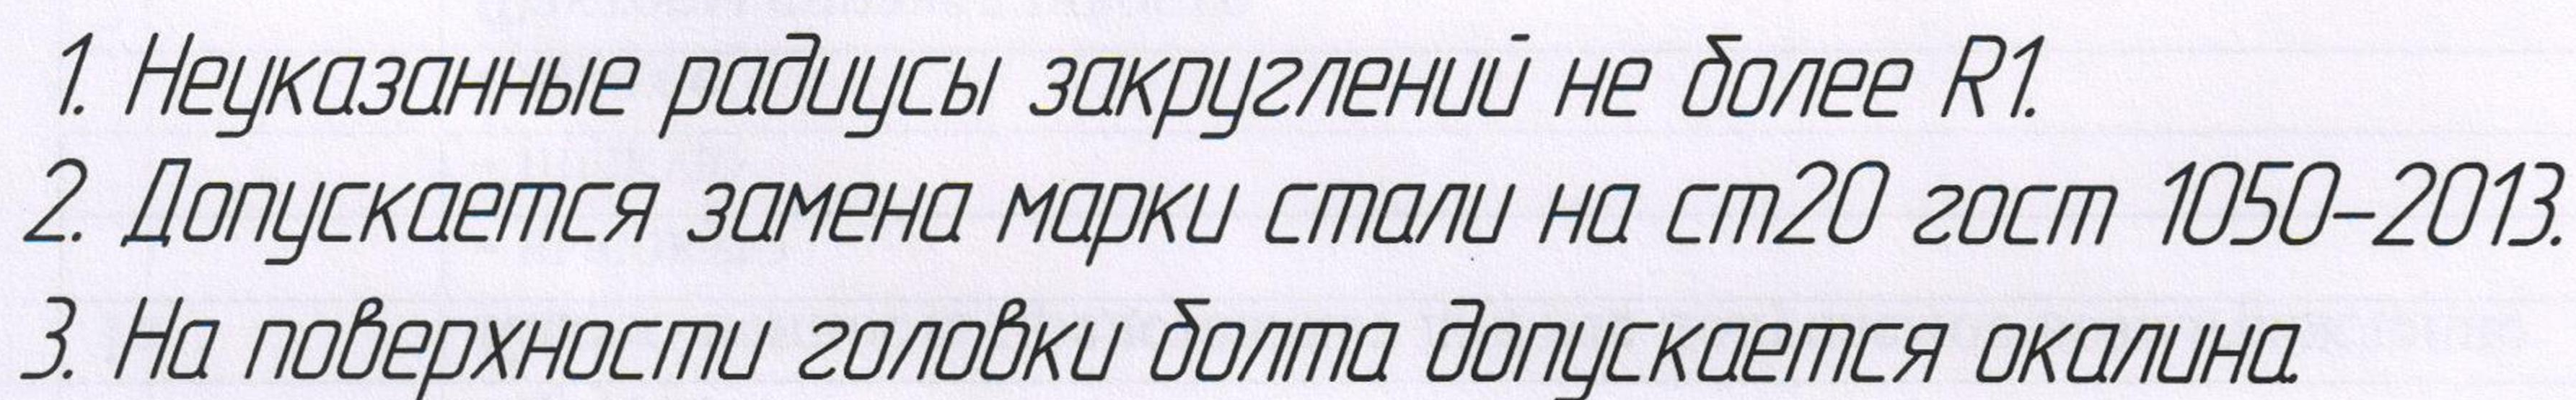 1. Неуказанные радиусы закруглений не более R1.
2. Допускается замена марки стали на ст20 гост 1050-2013.
3. На поверхности головки болта допускается окалина.